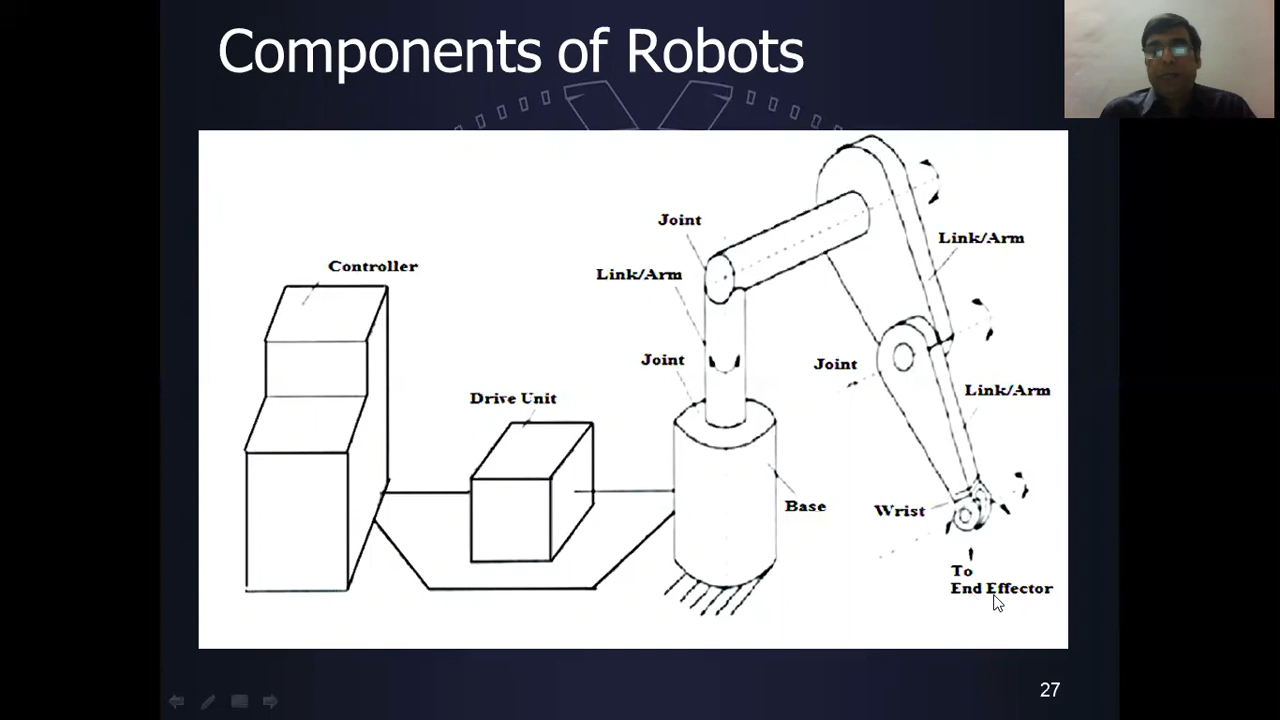 Components of Robots
Joint
Link/Arm
Controller
Link/Arm
Joint
Joint
Link/Arm
Drive Unit
Base
Wrist
To
End Effector
27